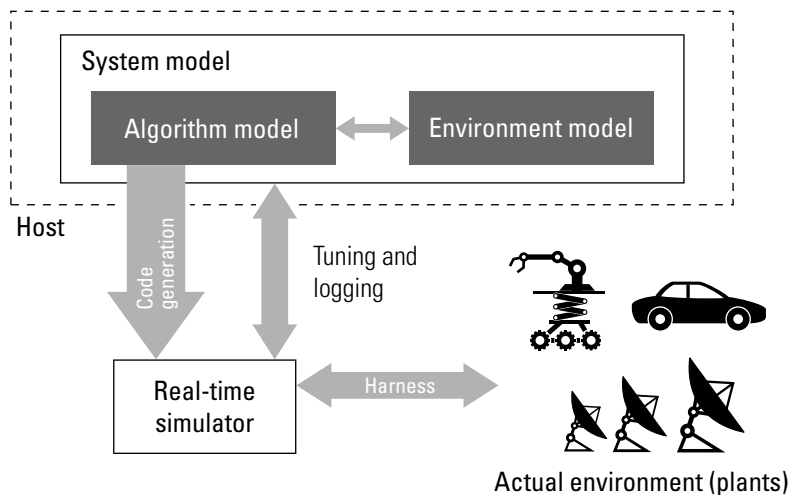 System model
Algorithm model
Environment model
Host
Code
generation
Tuning and
logging
Real-time
simulator
Harness
Actual environment (plants)